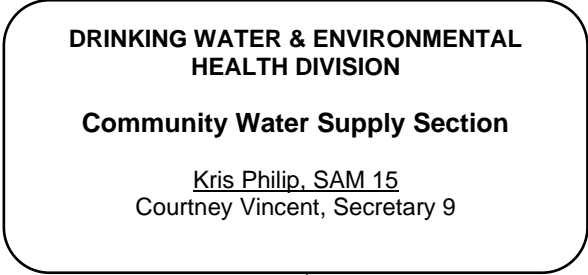 DRINKING WATER & ENVIRONMENTAL
HEALTH DIVISION
Community Water Supply Section
Kris Philip, SAM 15
Courtney Vincent, Secretary 9